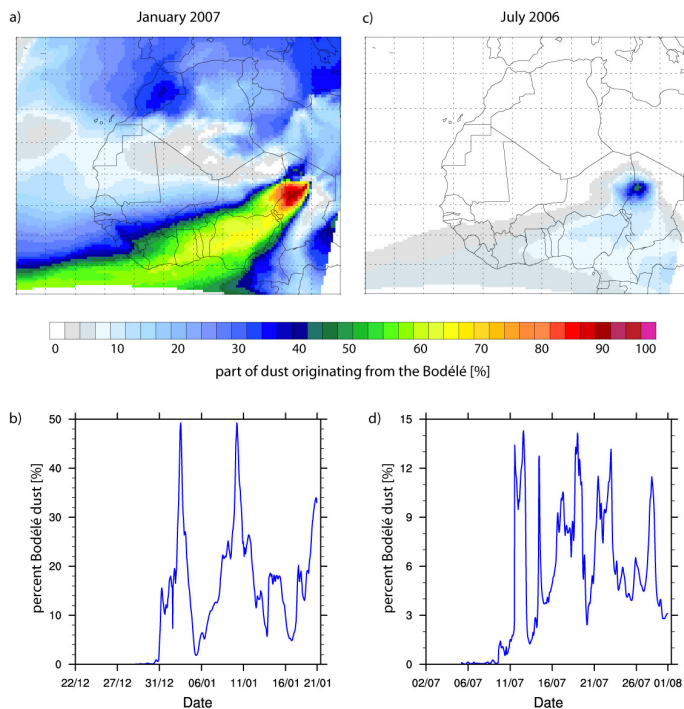 a) January 2007
c) July 2006
0 10 20 30 40 50 60 70 80 90 100
part of dust originating from the Bodélé [%]
b)
percent Bodélé dust [%]
50
40
30
20
10
0
22/12 27/12 31/12 06/01 11/01 16/01 21/01
Date
d)
percent Bodélé dust [%]
15
12
9
6
3
0
02/07 06/07 11/07 16/07 21/07 26/07 01/08
Date